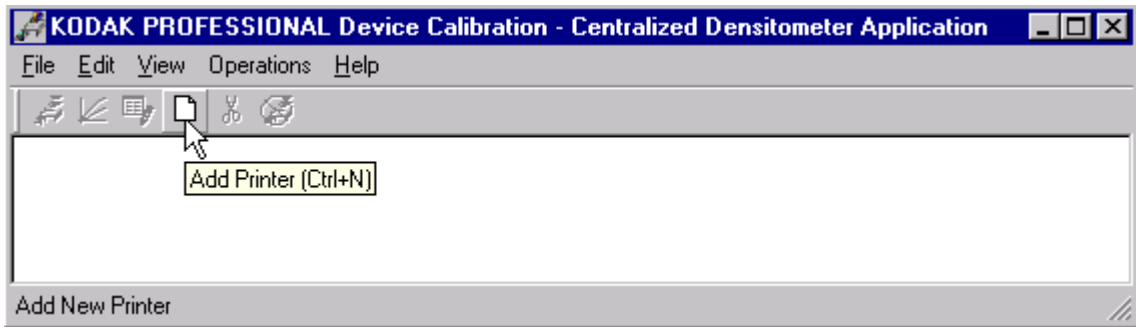 KODAK PROFESSIONAL Device Calibration - Centralized Densitometer Application
File Edit View Operations Help
Add Printer (Ctrl+N)
Add New Printer